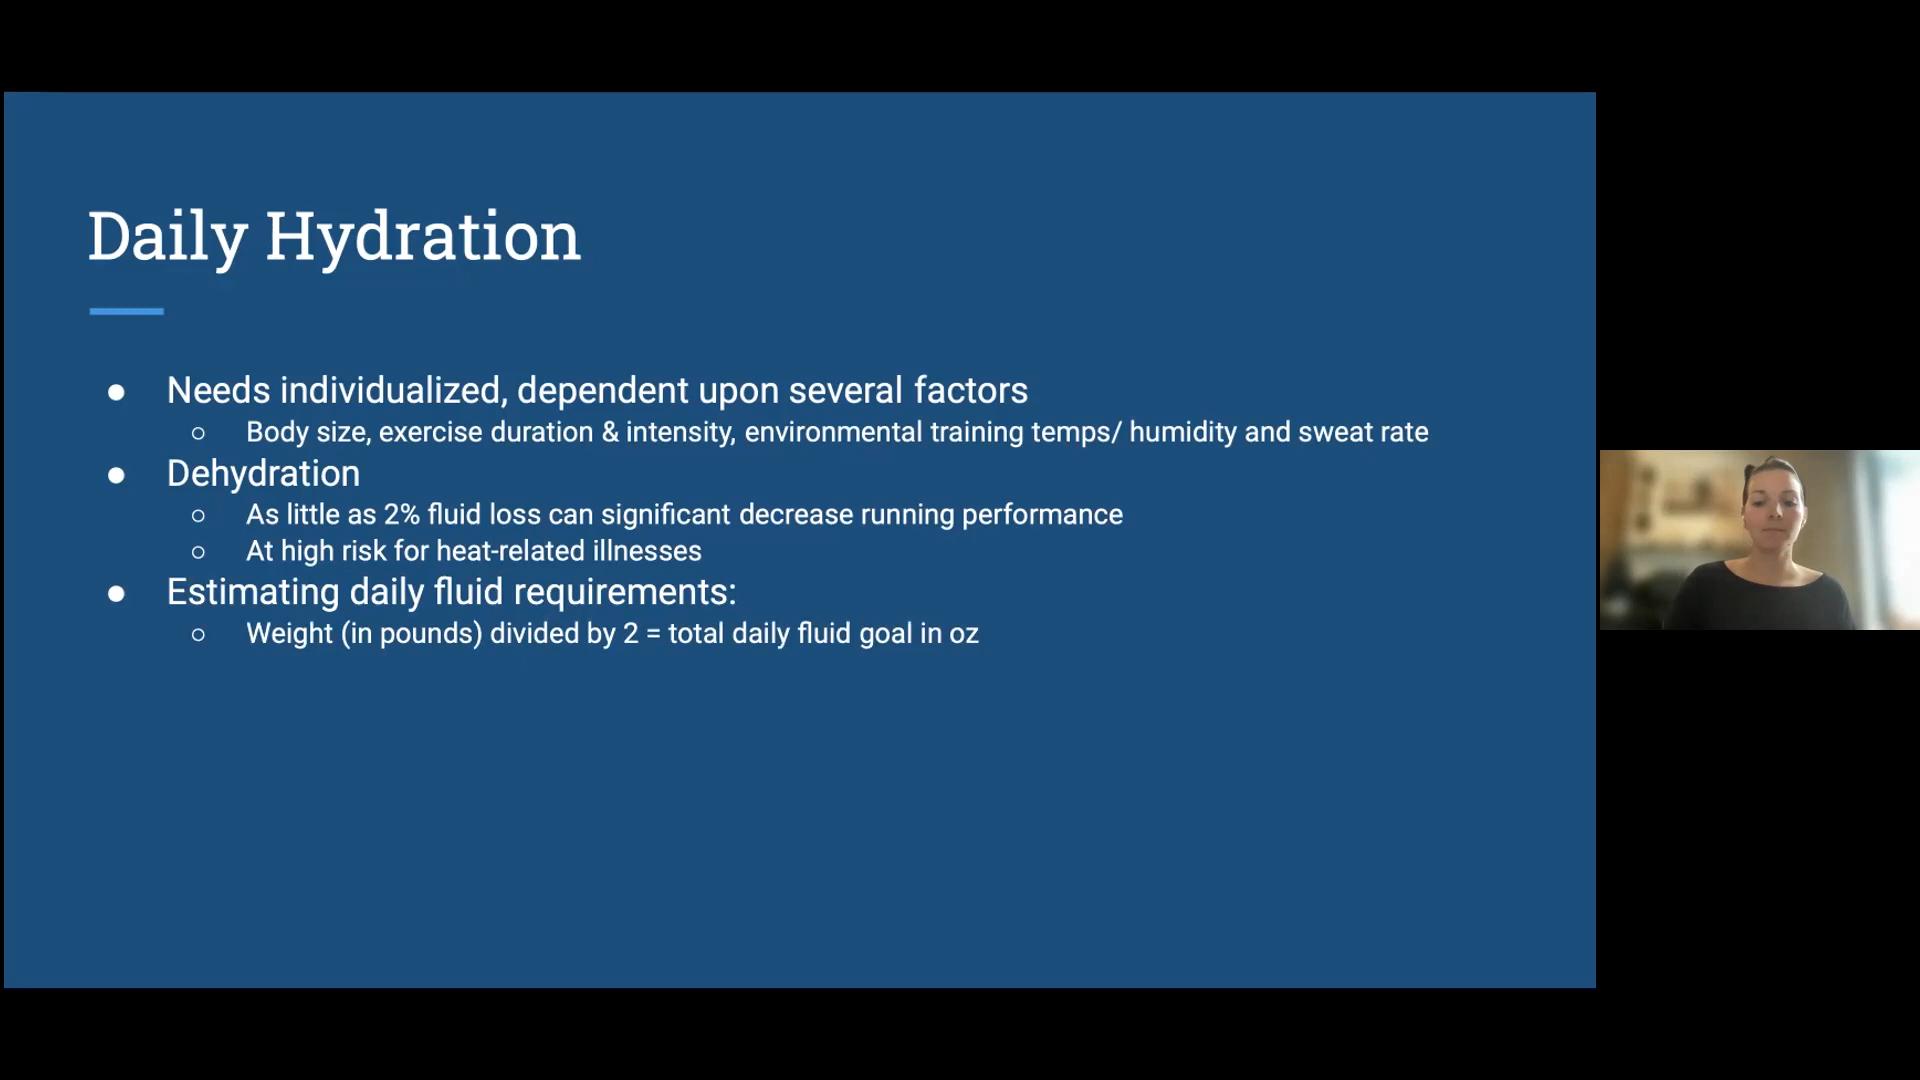 Daily Hydration
● Needs individualized, dependent upon several factors
○ Body size, exercise duration & intensity, environmental training temps/ humidity and sweat rate
● Dehydration
○ As little as 2% fluid loss can significant decrease running performance
○ At high risk for heat-related illnesses
● Estimating daily fluid requirements:
○ Weight (in pounds) divided by 2 = total daily fluid goal in oz